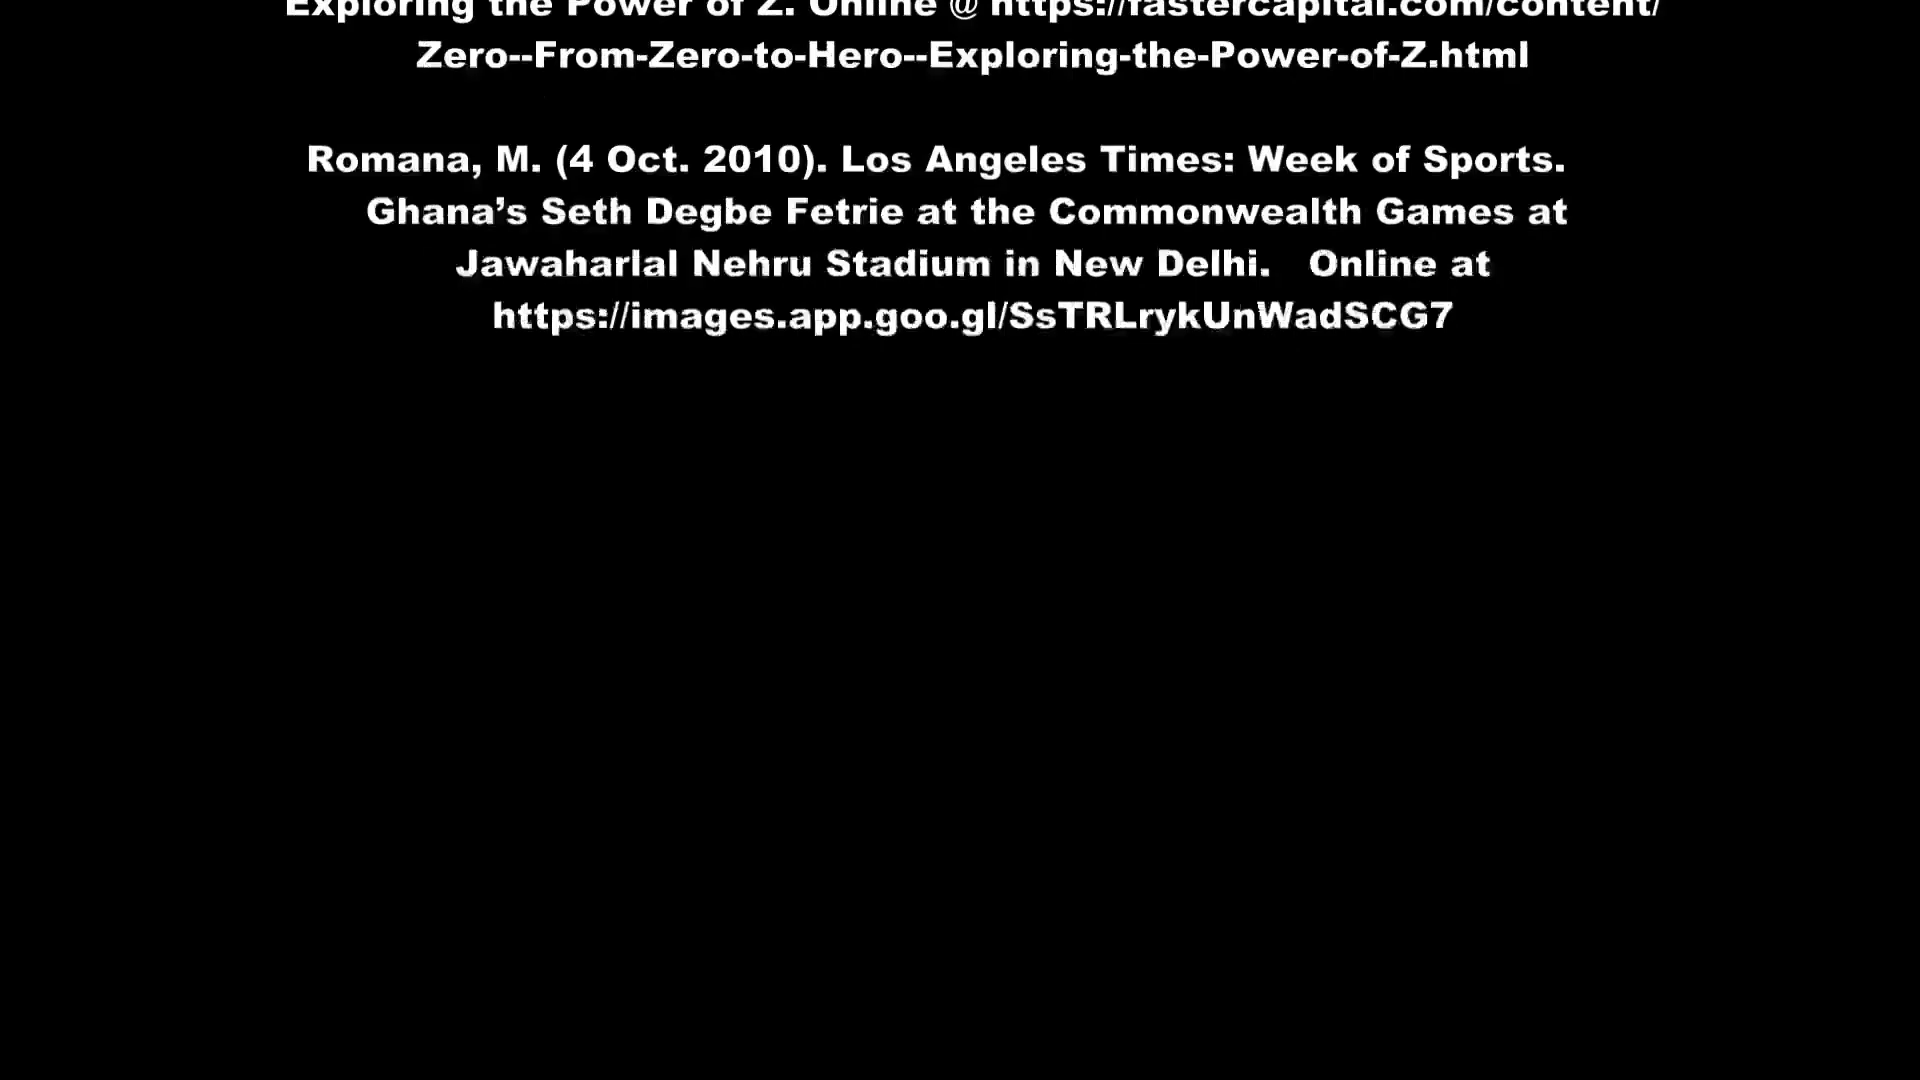 Exploring the Power of Z. Online @ https://fastercapital.com/content/
Zero--From-Zero-to-Hero--Exploring-the-Power-of-Z.html
Romana, M. (4 Oct. 2010). Los Angeles Times: Week of Sports.
Ghana’s Seth Degbe Fetrie at the Commonwealth Games at
Jawaharlal Nehru Stadium in New Delhi.   Online at
https://images.app.goo.gl/SsTRLrykUnWadSCG7